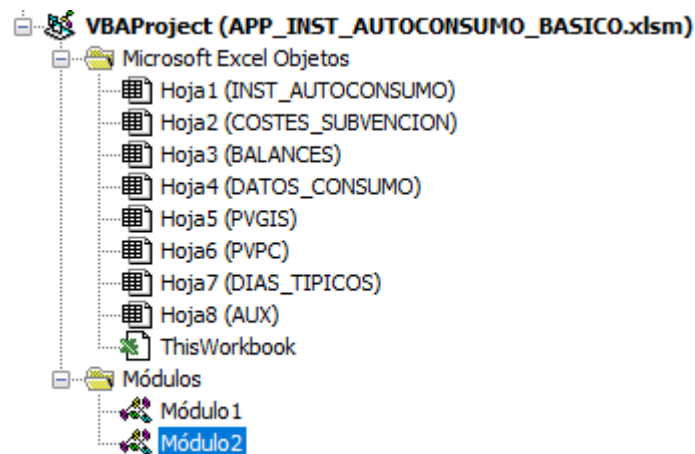 VBAProject (APP_INST_AUTOCONSUMO_BASICO.xlsm)
Microsoft Excel Objetos
Hoja1 (INST_AUTOCONSUMO)
Hoja2 (COSTES_SUBVENCION)
Hoja3 (BALANCES)
Hoja4 (DATOS_CONSUMO)
Hoja5 (PVGIS)
Hoja6 (PVPC)
Hoja7 (DIAS_TIPICOS)
Hoja8 (AUX)
ThisWorkbook
Módulos
Módulo1
Módulo2